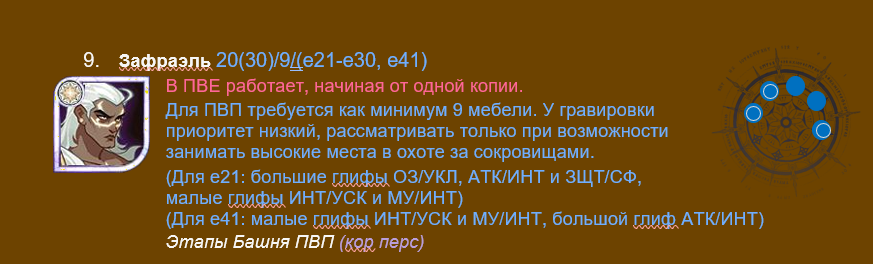 9. Зафраэль 20(30)/9/(е21-е30, е41)
В ПВЕ работает, начиная от одной копии.
Для ПВП требуется как минимум 9 мебели. У гравировки
приоритет низкий, рассматривать только при возможности
занимать высокие места в охоте за сокровищами.
(Для е21: большие глифы ОЗ/УКЛ, АТК/ИНТ и ЗЩТ/СФ,
малые глифы ИНТ/УСК и МУ/ИНТ)
(Для е41: малые глифы ИНТ/УСК и МУ/ИНТ, большой глиф АТК/ИНТ)
Этапы Башня ПВП (кор перс)